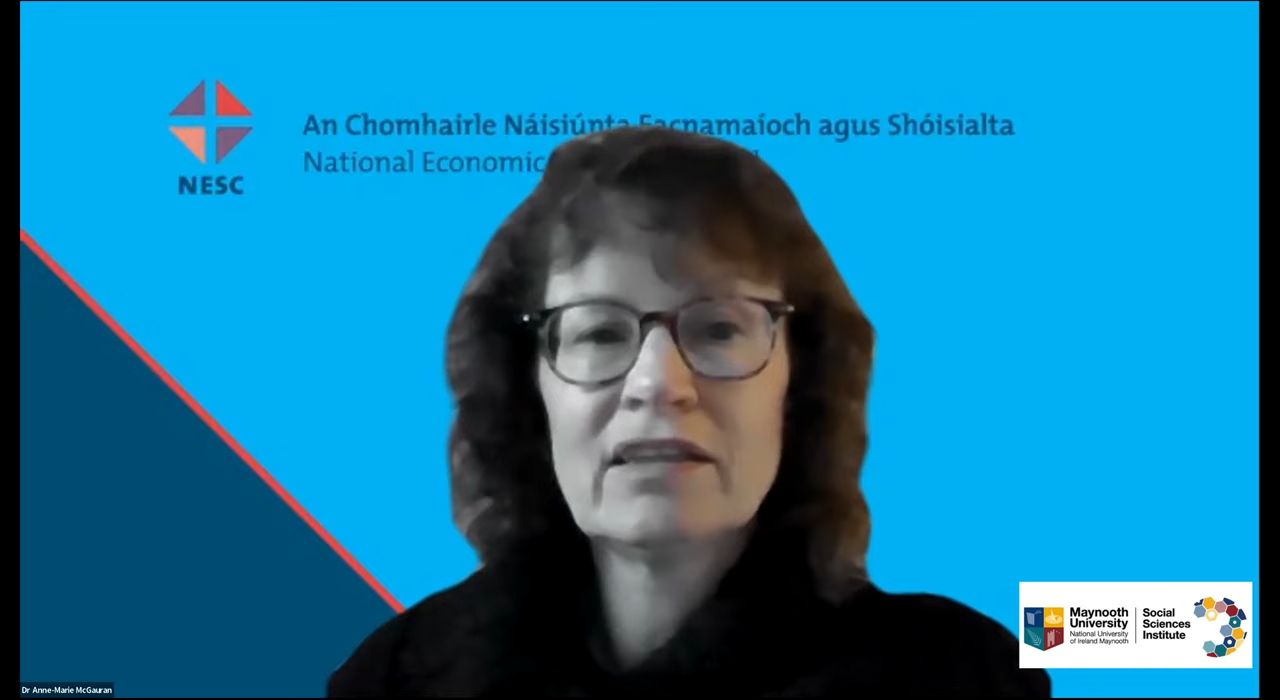 An Chomhairle Náisiúnta Eacnamaíoch agus Shóisialta
National Economic
NESC
Maynooth
University
National University
of Ireland Maynooth
Social
Sciences
Institute
Dr Anne-Marie McGauran